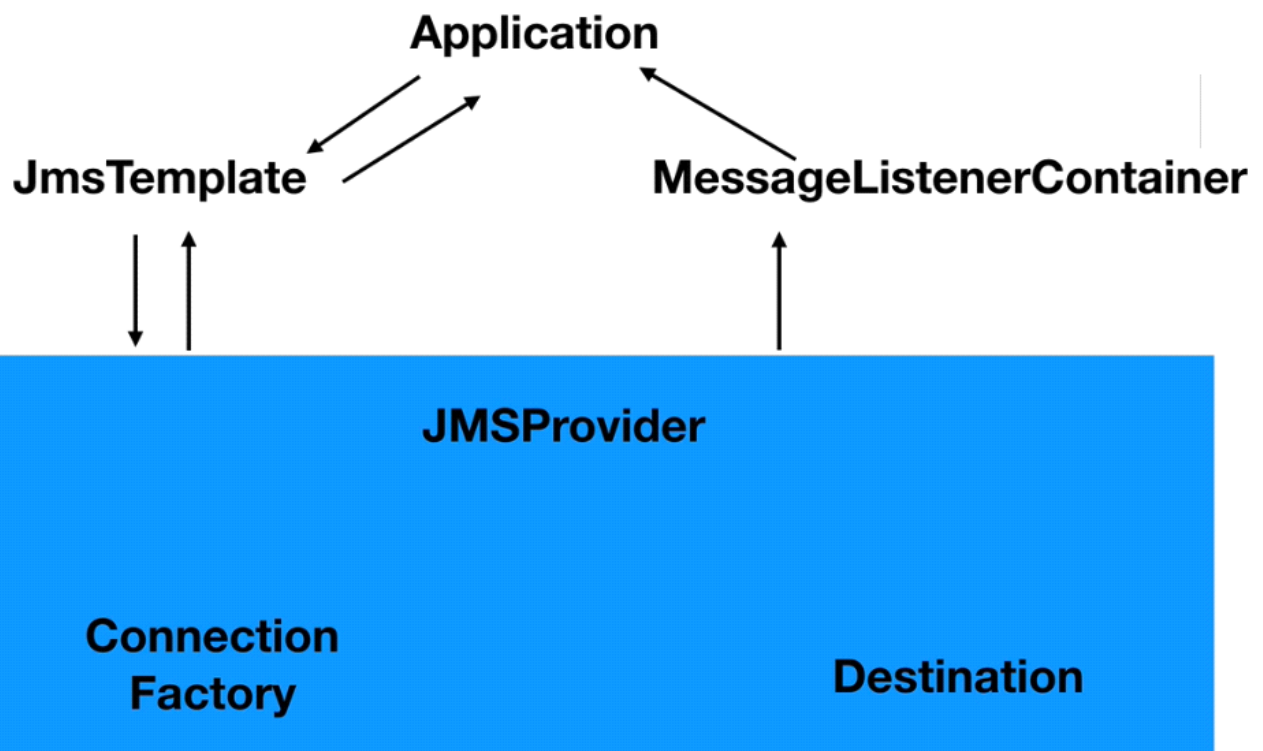 Application
JmsTemplate
MessageListenerContainer
JMSProvider
Connection
Factory
Destination